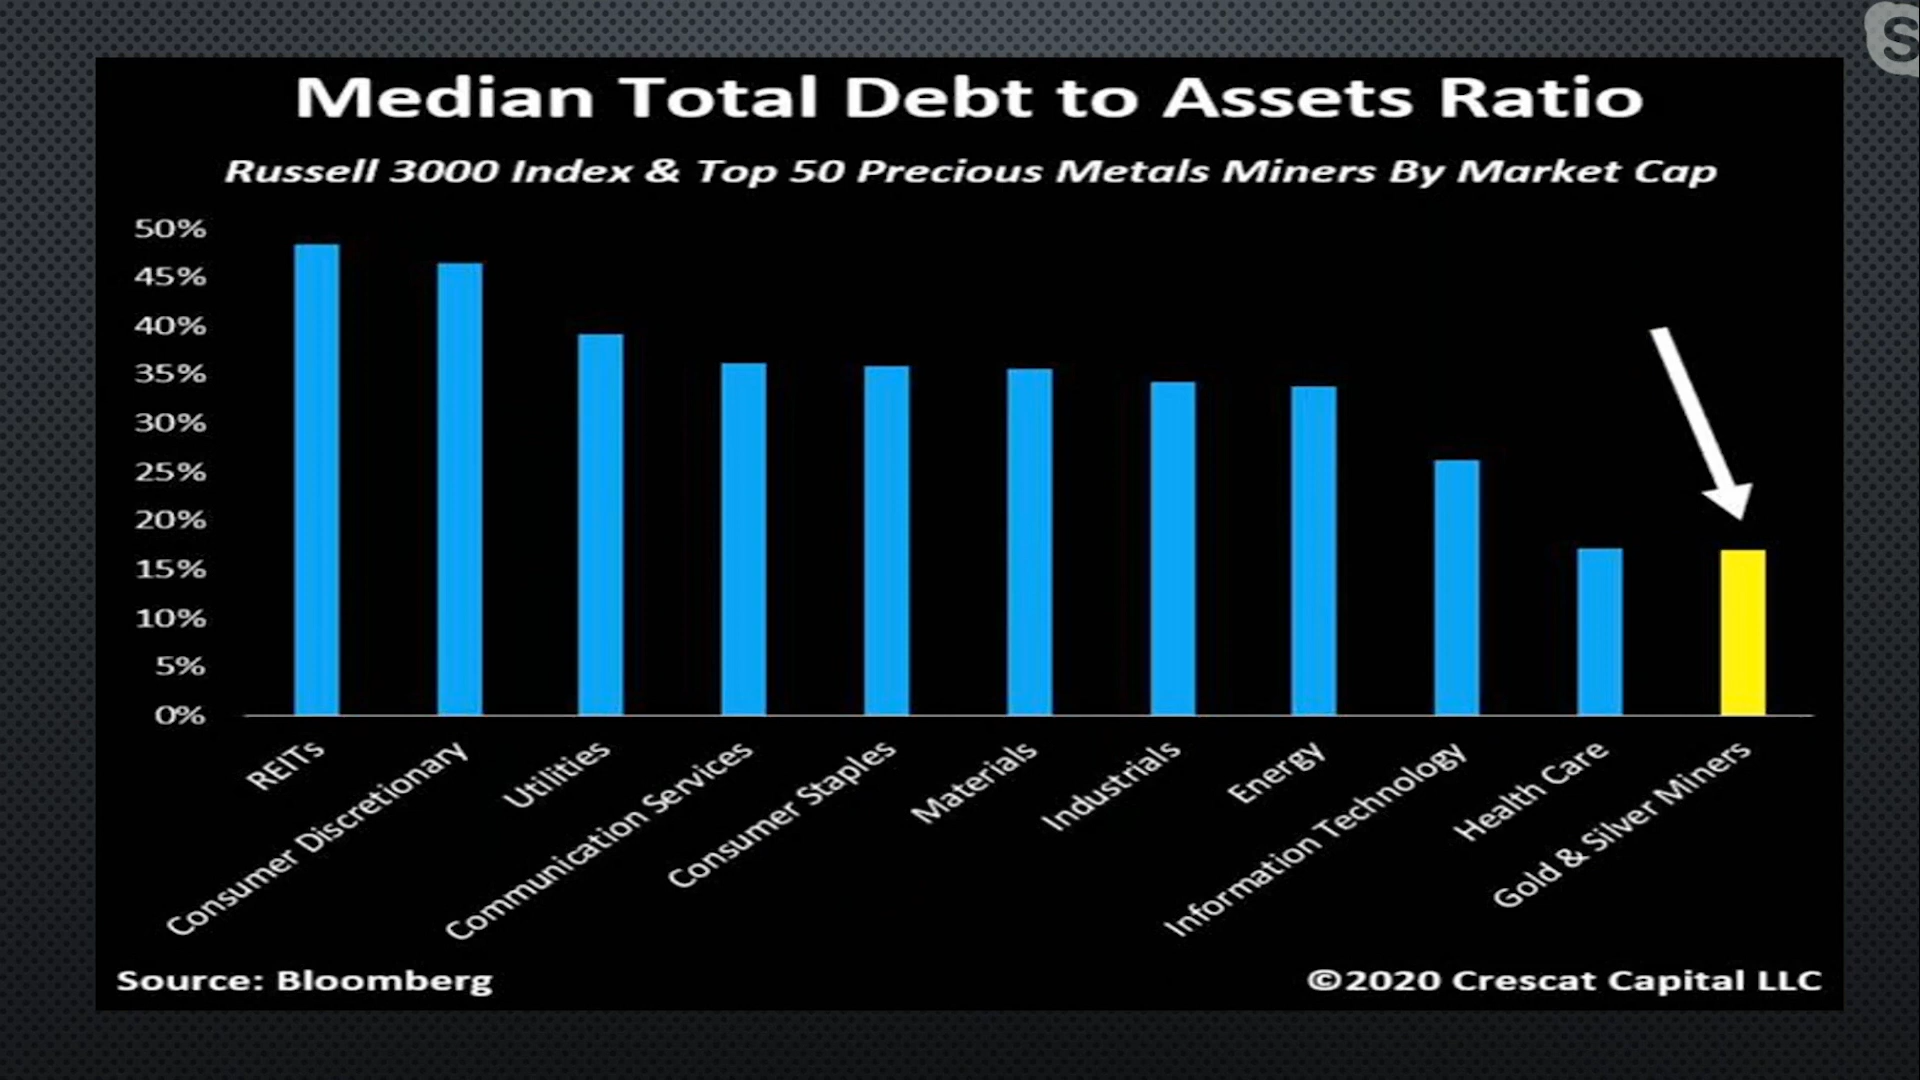 S
Median Total Debt to Assets Ratio
Russell 3000 Index & Top 50 Precious Metals Miners By Market Cap
50%
45%
40%
35%
30%
25%
20%
15%
10%
5%
0%
REITs
Consumer Discretionary
Utilities
Communication Services
Consumer Staples
Materials
Industrials
Energy
Information Technology
Health Care
Gold & Silver Miners
Source: Bloomberg
©2020 Crescat Capital LLC